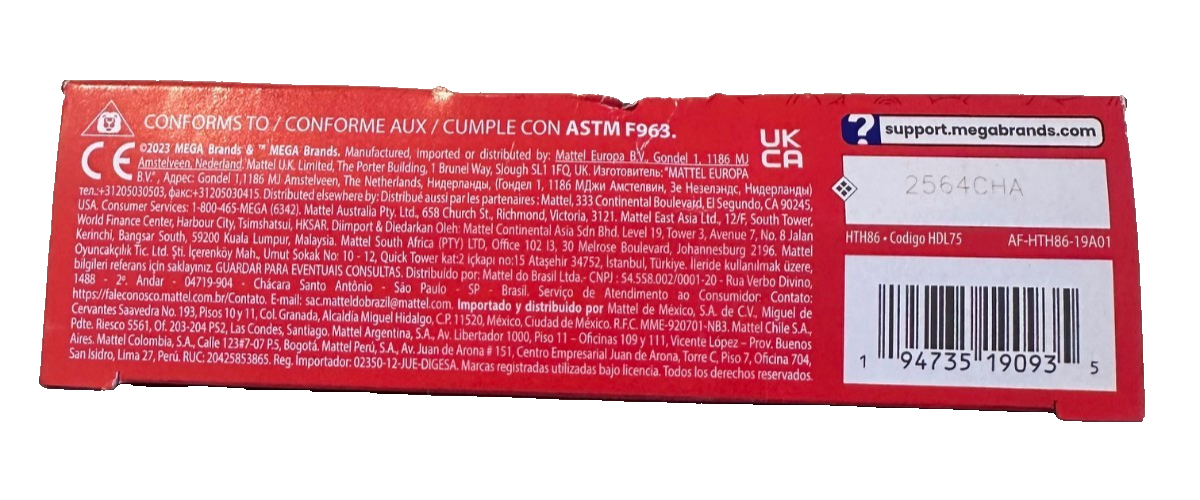 CONFORMS TO / CONFORME AUX / CUMPLE CON ASTM F963.
CE
©2023 MEGA Brands & ™ MEGA Brands. Manufactured, imported or distributed by: Mattel Europa B.V., Gondel 1, 1186 MJ
Amstelveen, Nederland. Mattel U.K. Limited, The Porter Building, 1 Brunel Way, Slough SL1 1FQ, UK. Изготовитель: "MATTEL EUROPA
B.V.", Адрес: Gondel 1,1186 MJ Amstelveen, The Netherlands, Нидерланды, (Гондел 1, 1186 МДжи Амстелвин, Зе Незелэндс, Нидерланды)
тел.:+31205030503, факс:+31205030415. Distributed elsewhere by: Distribué aussi par les partenaires : Mattel, 333 Continental Boulevard, El Segundo, CA 90245,
USA. Consumer Services: 1-800-465-MEGA (6342). Mattel Australia Pty. Ltd., 658 Church St., Richmond, Victoria, 3121. Mattel East Asia Ltd., 12/F, South Tower,
World Finance Center, Harbour City, Tsimshatsui, HKSAR. Diimport & Diedarkan Oleh: Mattel Continental Asia Sdn Bhd. Level 19, Tower 3, Avenue 7, No. 8 Jalan
Kerinchi, Bangsar South, 59200 Kuala Lumpur, Malaysia. Mattel South Africa (PTY) LTD, Office 102 I3, 30 Melrose Boulevard, Johannesburg 2196. Mattel
Oyuncakçılık Tic. Ltd. Şti. İçerenköy Mah., Umut Sokak No: 10 - 12, Quick Tower kat:2 içkapı no:15 Ataşehir 34752, İstanbul, Türkiye. İleride kullanılmak üzere,
bilgileri referans için saklayınız. GUARDAR PARA EVENTUAIS CONSULTAS. Distribuído por: Mattel do Brasil Ltda.- CNPJ : 54.558.002/0001-20 - Rua Verbo Divino,
1488 - 2º. Andar - 04719-904 - Chácara Santo Antônio - São Paulo - SP - Brasil. Serviço de Atendimento ao Consumidor: Contato:
https://faleconosco.mattel.com.br/Contato. E-mail: sac.matteldobrazil@mattel.com. Importado y distribuido por Mattel de México, S.A. de C.V., Miguel de
Cervantes Saavedra No. 193, Pisos 10 y 11, Col. Granada, Alcaldía Miguel Hidalgo, C.P. 11520, México, Ciudad de México. R.F.C. MME-920701-NB3. Mattel Chile S.A.,
Pdte. Riesco 5561, Of. 203-204 PS2, Las Condes, Santiago. Mattel Argentina, S.A., Av. Libertador 1000, Piso 11 – Oficinas 109 y 111, Vicente López – Prov. Buenos
Aires. Mattel Colombia, S.A., Calle 123#7-07 P.5, Bogotá. Mattel Perú, S.A., Av. Juan de Arona # 151, Centro Empresarial Juan de Arona, Torre C, Piso 7, Oficina 704,
San Isidro, Lima 27, Perú. RUC: 20425853865. Reg. Importador: 02350-12-JUE-DIGESA. Marcas registradas utilizadas bajo licencia. Todos los derechos reservados.
UK
CA
? support.megabrands.com
2564CHA
HTH86 • Codigo HDL75 AF-HTH86-19A01
1 94735 19093 5